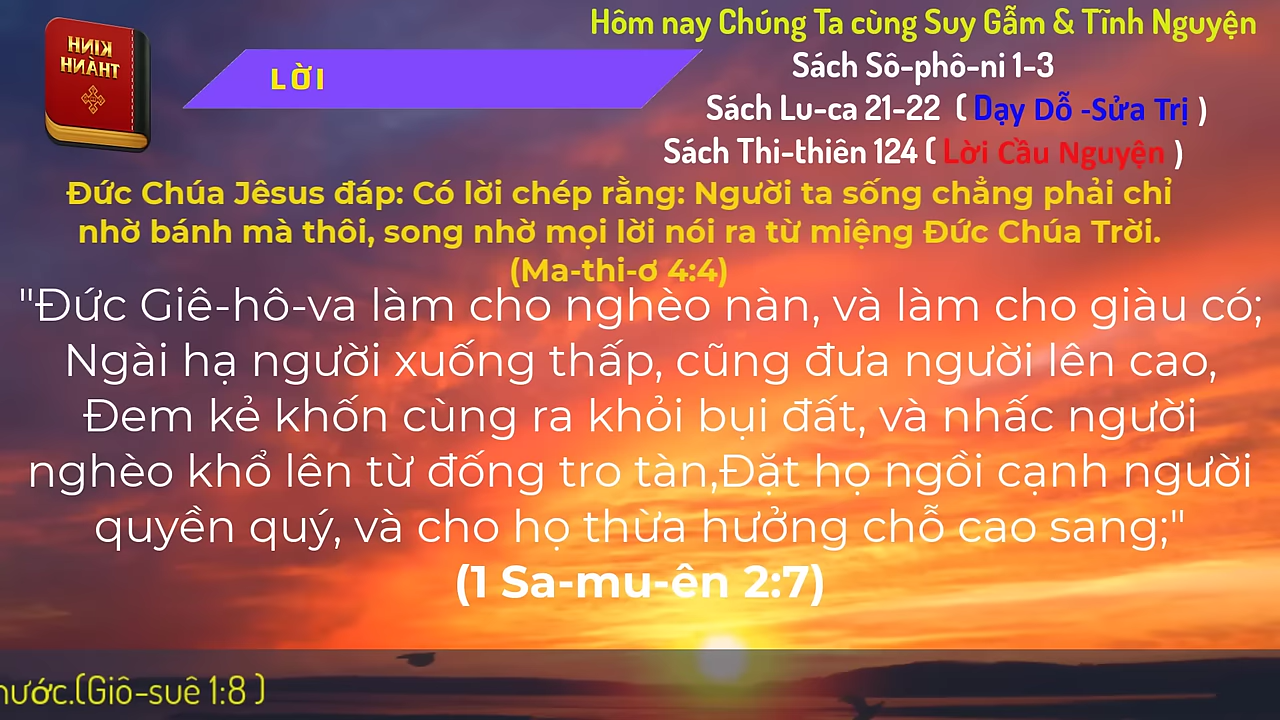 KINH
THÀNH
LỜI
Hôm nay Chúng Ta cùng Suy Gẫm & Tĩnh Nguyện
Sách Sô-phô-ni 1-3
Sách Lu-ca 21-22 ( Dạy Dỗ -Sửa Trị )
Sách Thi-thiên 124 ( Lời Cầu Nguyện )
Đức Chúa Jêsus đáp: Có lời chép rằng: Người ta sống chẳng phải chỉ
nhờ bánh mà thôi, song nhờ mọi lời nói ra từ miệng Đức Chúa Trời.
(Ma-thi-ơ 4:4)
"Đức Giê-hô-va làm cho nghèo nàn, và làm cho giàu có;
Ngài hạ người xuống thấp, cũng đưa người lên cao,
Đem kẻ khốn cùng ra khỏi bụi đất, và nhấc người
nghèo khổ lên từ đống tro tàn,Đặt họ ngồi cạnh người
quyền quý, và cho họ thừa hưởng chỗ cao sang;"
(1 Sa-mu-ên 2:7)
nước.(Giô-suê 1:8 )